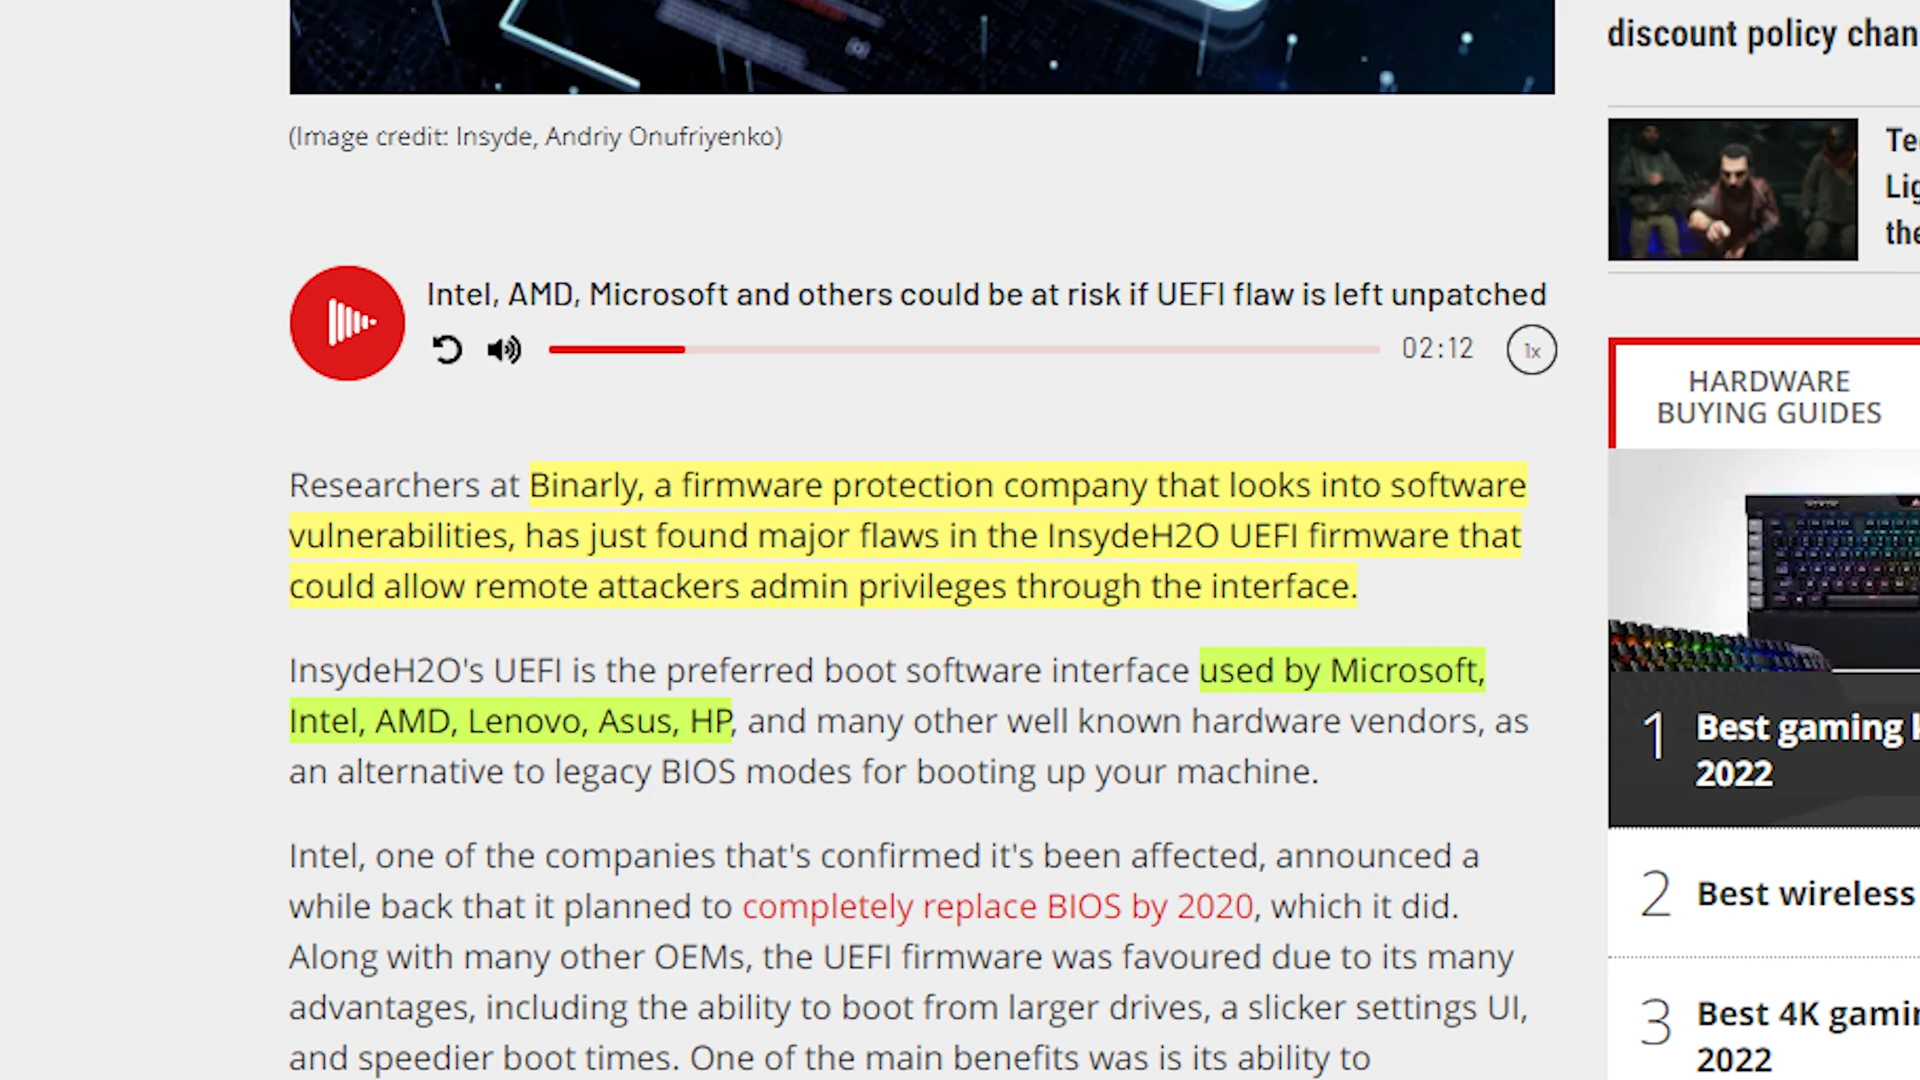 discount policy chan
(Image credit: Insyde, Andriy Onufriyenko)
Te
Lig
the
Intel, AMD, Microsoft and others could be at risk if UEFI flaw is left unpatched
02:12
1x
HARDWARE
BUYING GUIDES
Researchers at Binarly, a firmware protection company that looks into software
vulnerabilities, has just found major flaws in the InsydeH2O UEFI firmware that
could allow remote attackers admin privileges through the interface.
InsydeH2O's UEFI is the preferred boot software interface used by Microsoft,
Intel, AMD, Lenovo, Asus, HP, and many other well known hardware vendors, as
an alternative to legacy BIOS modes for booting up your machine.
Intel, one of the companies that's confirmed it's been affected, announced a
while back that it planned to completely replace BIOS by 2020, which it did.
Along with many other OEMs, the UEFI firmware was favoured due to its many
advantages, including the ability to boot from larger drives, a slicker settings UI,
and speedier boot times. One of the main benefits was is its ability to
1 Best gaming k
2022
2 Best wireless
3 Best 4K gamin
2022